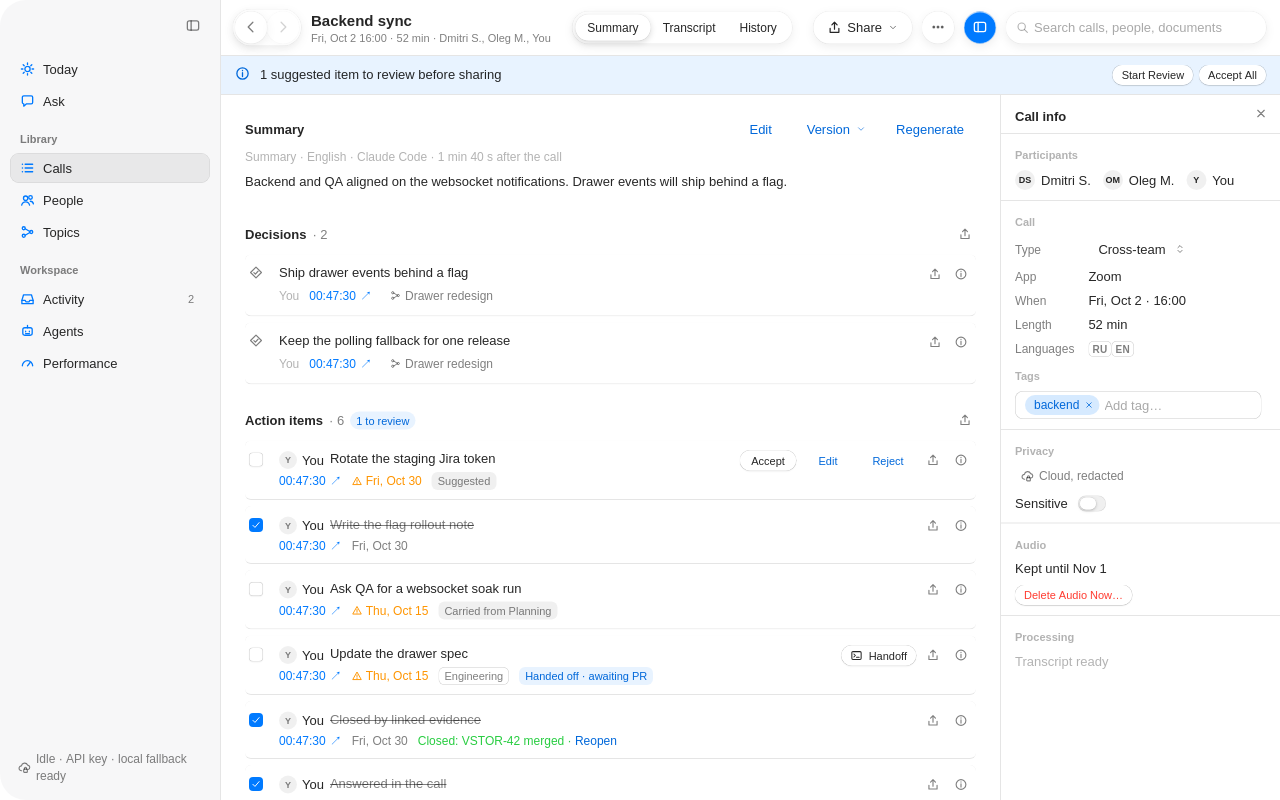 Today
Ask
Library
Calls
People
Topics
Workspace
Activity 2
Agents
Performance
Idle · API key · local fallback
ready
Backend sync
Fri, Oct 2 16:00 · 52 min · Dmitri S., Oleg M., You
Summary Transcript History
Share
Search calls, people, documents
1 suggested item to review before sharing
Start Review Accept All
Summary
Edit Version Regenerate
Summary · English · Claude Code · 1 min 40 s after the call
Backend and QA aligned on the websocket notifications. Drawer events will ship behind a flag.
Decisions · 2
Ship drawer events behind a flag
You 00:47:30 Drawer redesign
Keep the polling fallback for one release
You 00:47:30 Drawer redesign
Action items · 6 1 to review
Y You Rotate the staging Jira token
Accept Edit Reject
00:47:30 Fri, Oct 30 Suggested
Y You Write the flag rollout note
00:47:30 Fri, Oct 30
Y You Ask QA for a websocket soak run
00:47:30 Thu, Oct 15 Carried from Planning
Y You Update the drawer spec
Handoff
00:47:30 Thu, Oct 15 Engineering Handed off · awaiting PR
Y You Closed by linked evidence
00:47:30 Fri, Oct 30 Closed: VSTOR-42 merged · Reopen
Y You Answered in the call
Call info
Participants
DS Dmitri S. OM Oleg M. Y You
Call
Type Cross-team
App Zoom
When Fri, Oct 2 · 16:00
Length 52 min
Languages RU EN
Tags
backend Add tag…
Privacy
Cloud, redacted
Sensitive
Audio
Kept until Nov 1
Delete Audio Now…
Processing
Transcript ready